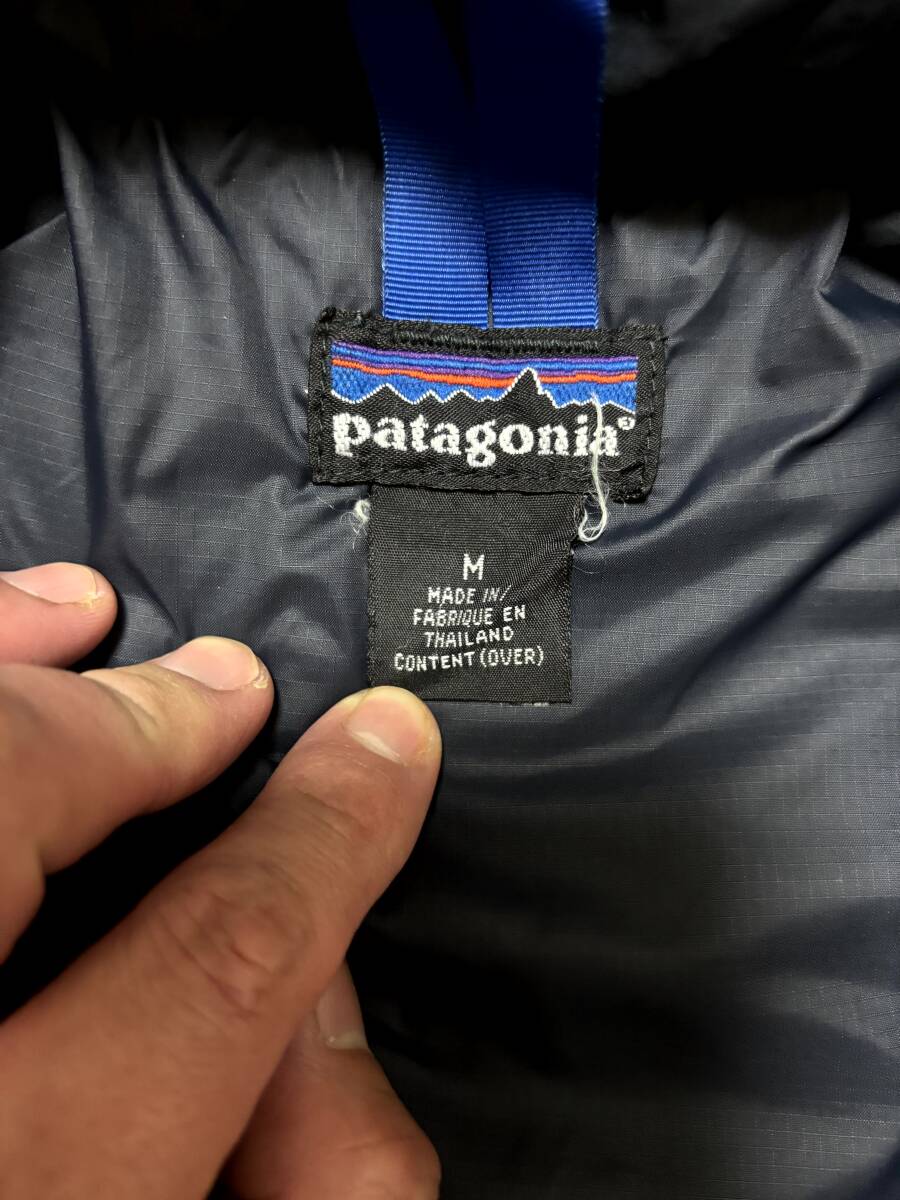 patagonia®
M
MADE IN/
FABRIQUE EN
THAILAND
CONTENT (OVER)